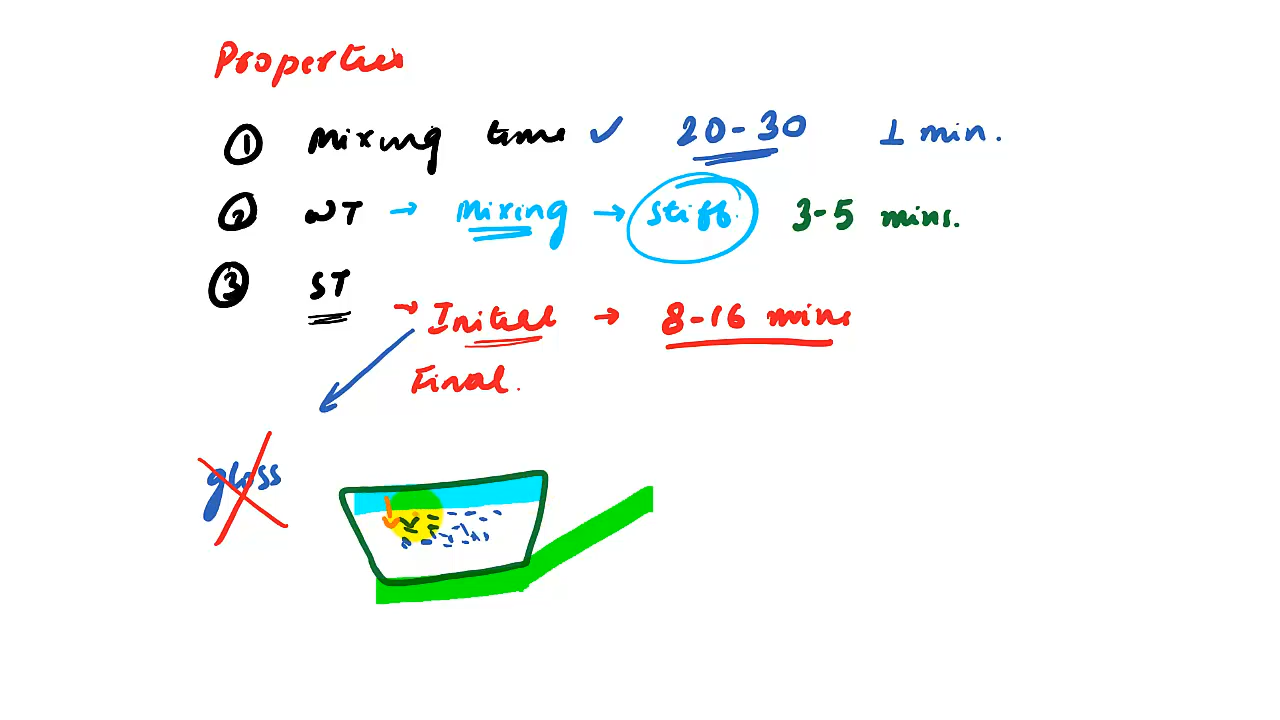 Properties
① Mixing time ✓ 20-30 1 min.
② WT → Mixing → stiff. 3-5 mins.
③ ST
→ Initial → 8-16 mins
Final.
gloss